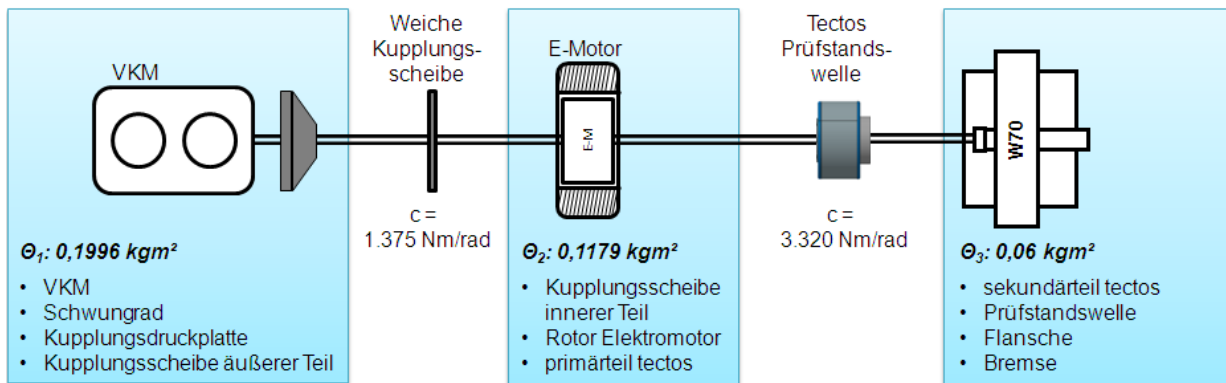 VKM
Weiche
Kupplungs-
scheibe
E-Motor
Tectos
Prüfstands-
welle
E-M
W70
c =
1.375 Nm/rad
c =
3.320 Nm/rad
Θ₁: 0,1996 kgm²
• VKM
• Schwungrad
• Kupplungsdruckplatte
• Kupplungsscheibe äußerer Teil
Θ₂: 0,1179 kgm²
• Kupplungsscheibe
innerer Teil
• Rotor Elektromotor
• primärteil tectos
Θ₃: 0,06 kgm²
• sekundärteil tectos
• Prüfstandswelle
• Flansche
• Bremse